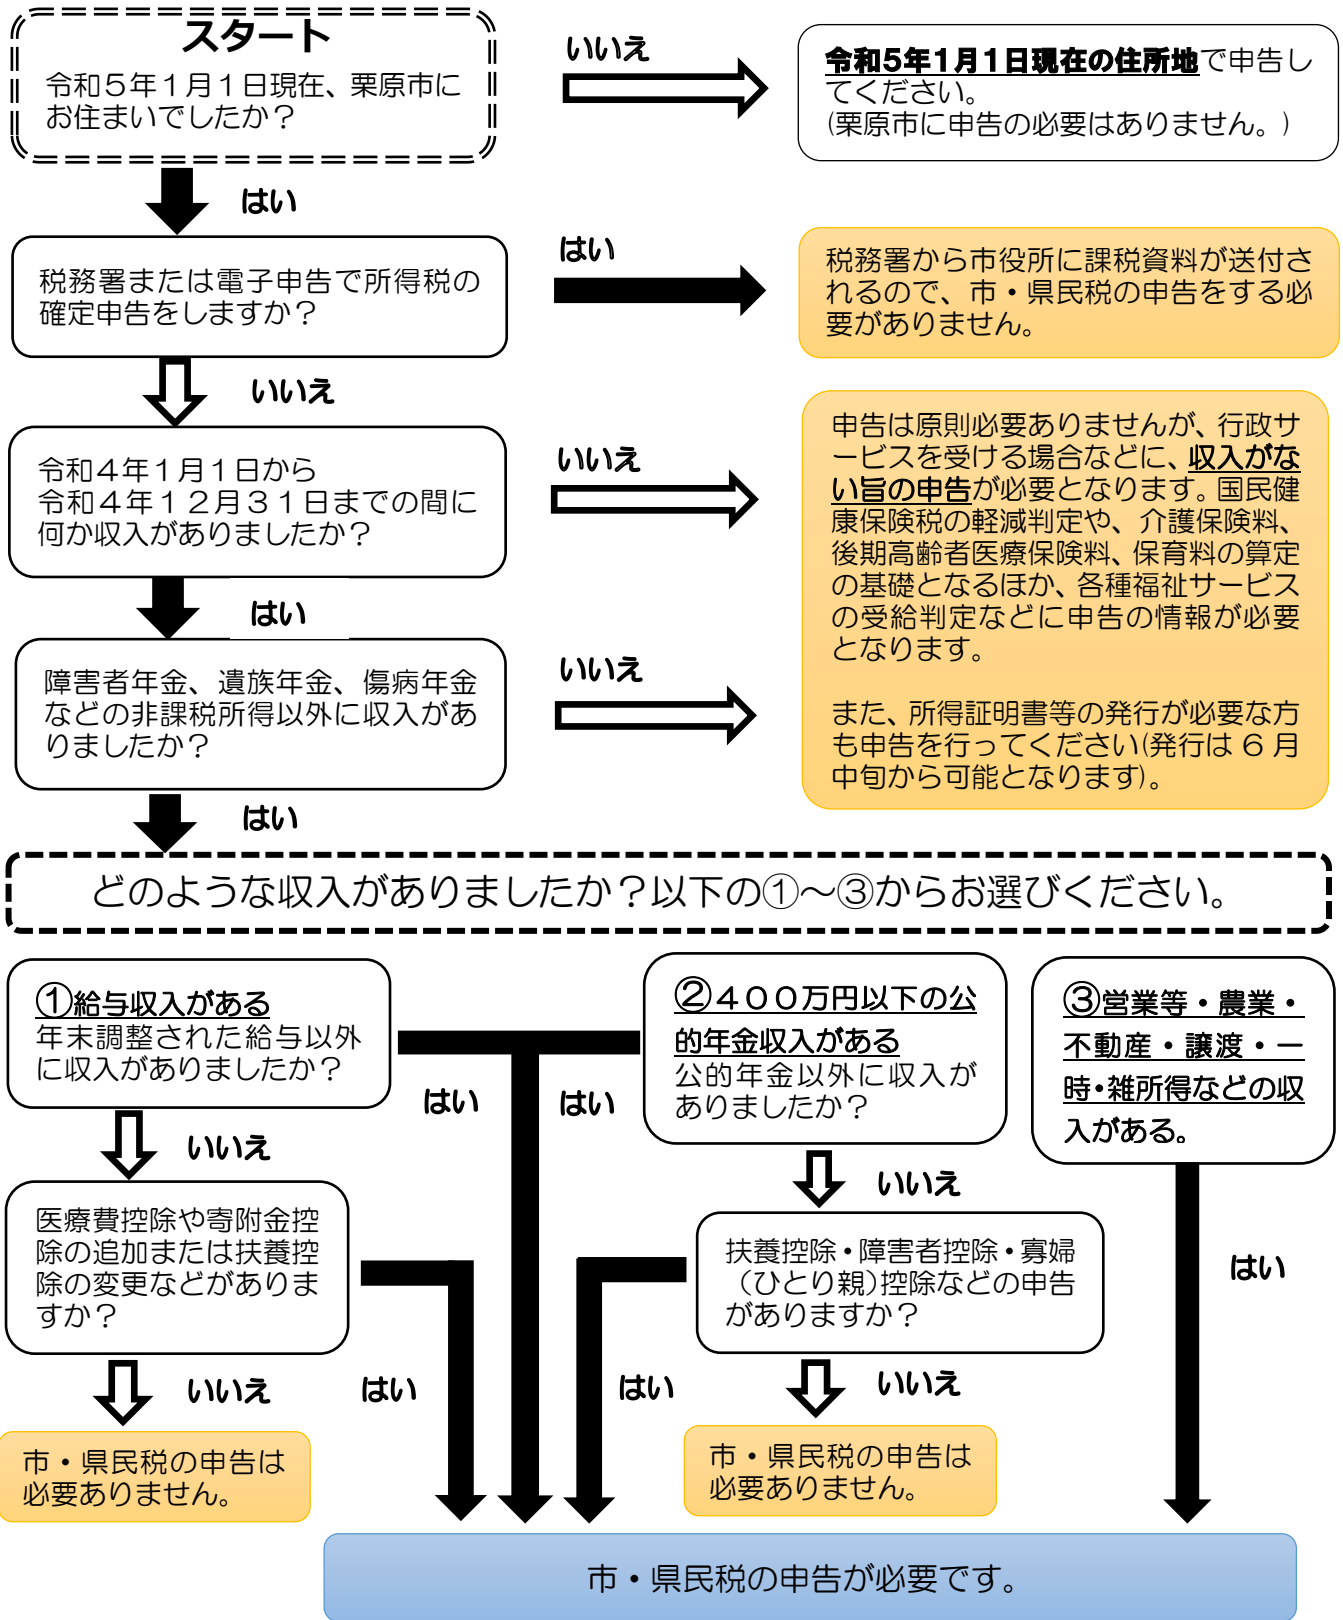 スタート
令和５年１月１日現在、栗原市に
お住まいでしたか？
いいえ
令和5年1月1日現在の住所地で申告し
てください。
(栗原市に申告の必要はありません。)
はい
税務署または電子申告で所得税の
確定申告をしますか？
はい
税務署から市役所に課税資料が送付さ
れるので、市・県民税の申告をする必
要がありません。
いいえ
令和４年１月１日から
令和４年１２月３１日までの間に
何か収入がありましたか？
いいえ
申告は原則必要ありませんが、行政サ
ービスを受ける場合などに、収入がな
い旨の申告が必要となります。国民健
康保険税の軽減判定や、介護保険料、
後期高齢者医療保険料、保育料の算定
の基礎となるほか、各種福祉サービス
の受給判定などに申告の情報が必要
となります。
また、所得証明書等の発行が必要な方
も申告を行ってください(発行は 6 月
中旬から可能となります)。
はい
障害者年金、遺族年金、傷病年金
などの非課税所得以外に収入があ
りましたか？
いいえ
はい
どのような収入がありましたか？以下の①～③からお選びください。
①給与収入がある
年末調整された給与以外
に収入がありましたか？
はい
はい
②４００万円以下の公
的年金収入がある
公的年金以外に収入が
ありましたか？
③営業等・農業・
不動産・譲渡・一
時・雑所得などの収
入がある。
いいえ
いいえ
医療費控除や寄附金控
除の追加または扶養控
除の変更などがありま
すか？
扶養控除・障害者控除・寡婦
（ひとり親）控除などの申告
がありますか？
はい
いいえ
はい
はい
いいえ
市・県民税の申告は
必要ありません。
市・県民税の申告は
必要ありません。
市・県民税の申告が必要です。